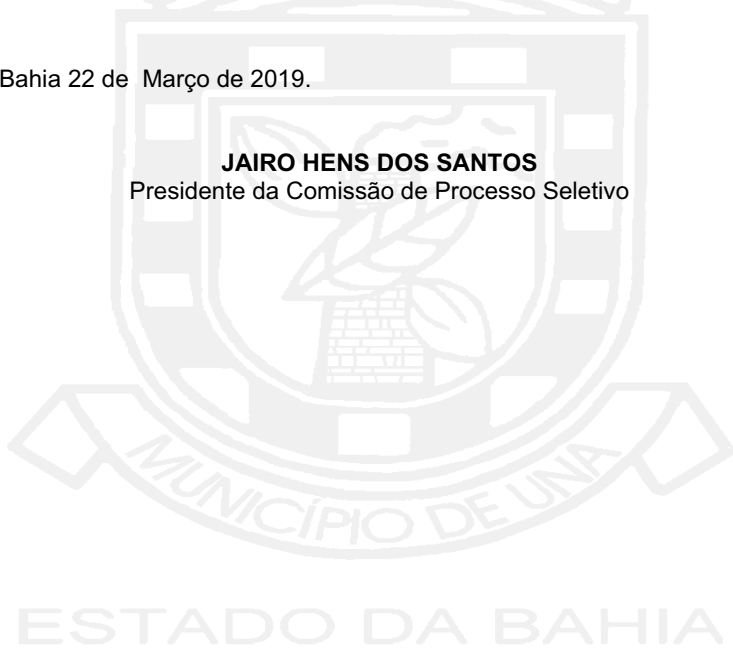 Bahia 22 de  Março de 2019.
JAIRO HENS DOS SANTOS
Presidente da Comissão de Processo Seletivo
MUNICÍPIO DE UNA
ESTADO DA BAHIA